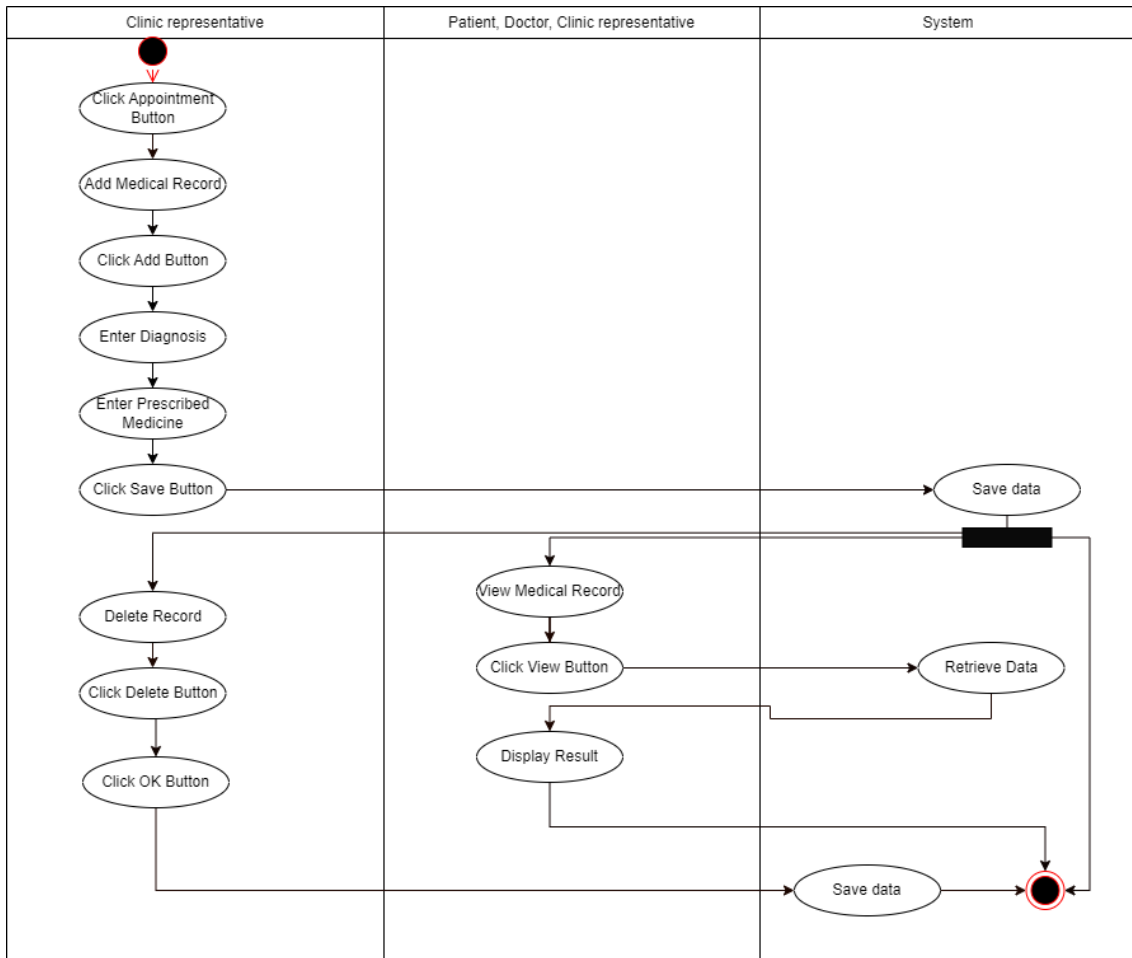 Clinic representative
Patient, Doctor, Clinic representative
System
Click Appointment
Button
Add Medical Record
Click Add Button
Enter Diagnosis
Enter Prescribed
Medicine
Click Save Button
Save data
View Medical Record
Delete Record
Click View Button
Retrieve Data
Click Delete Button
Display Result
Click OK Button
Save data